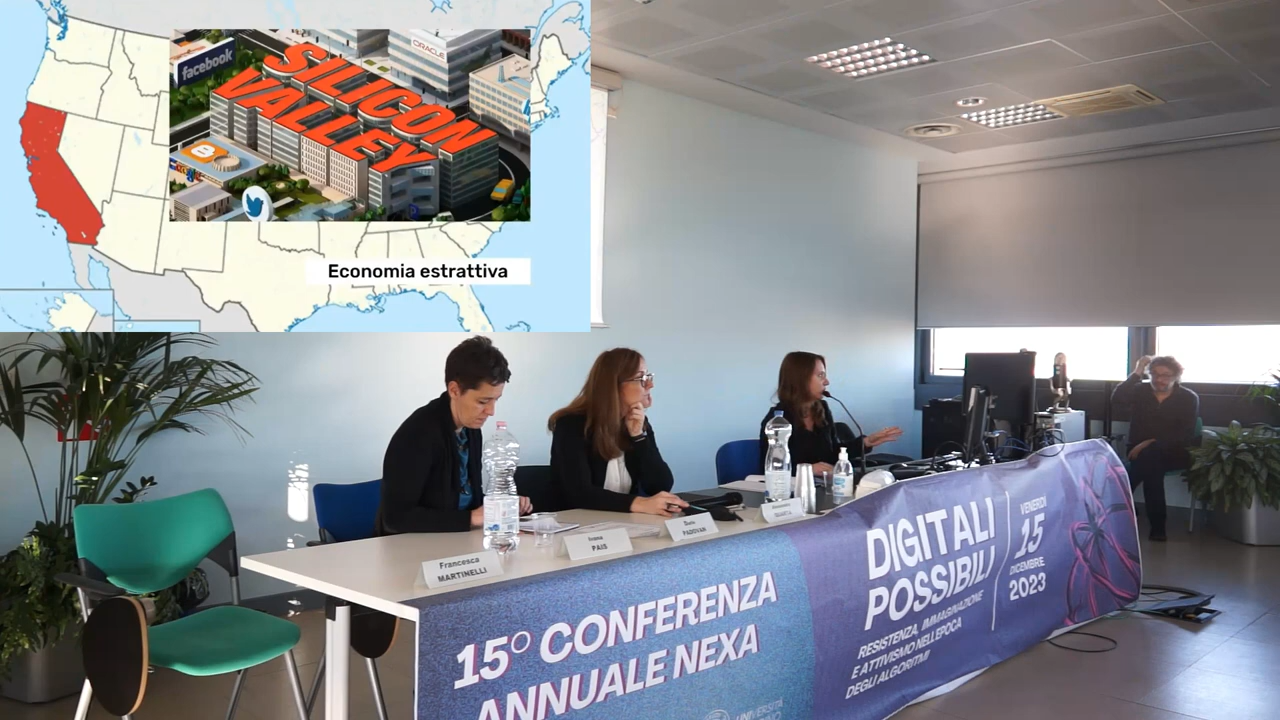 facebook
ORACLE
SILICON
VALLEY
Economia estrattiva
Francesca
MARTINELLI
Ivana
PAIS
Dario
PADOVAN
15° CONFERENZA
ANNUALE NEXA
DIGITALI
POSSIBILI
RESISTENZA, IMMAGINAZIONE
E ATTIVISMO NELL'EPOCA
DEGLI ALGORITMI
VENERDÌ
15
DICEMBRE
2023